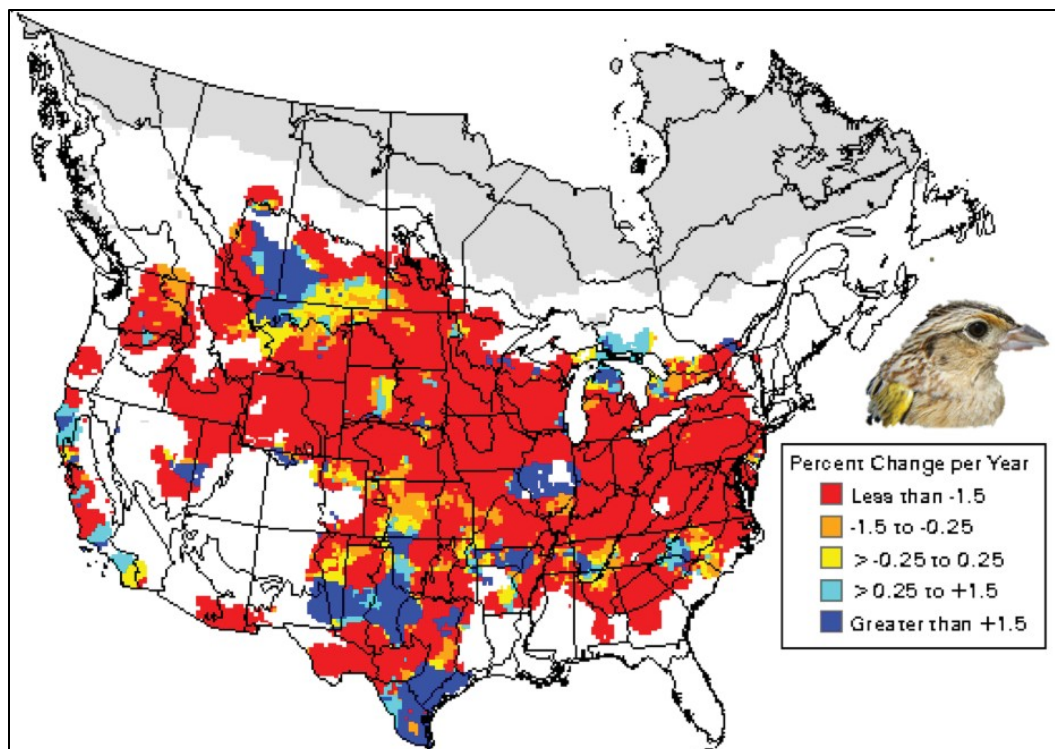 Percent Change per Year
Less than -1.5
-1.5 to -0.25
>-0.25 to 0.25
> 0.25 to +1.5
Greater than +1.5